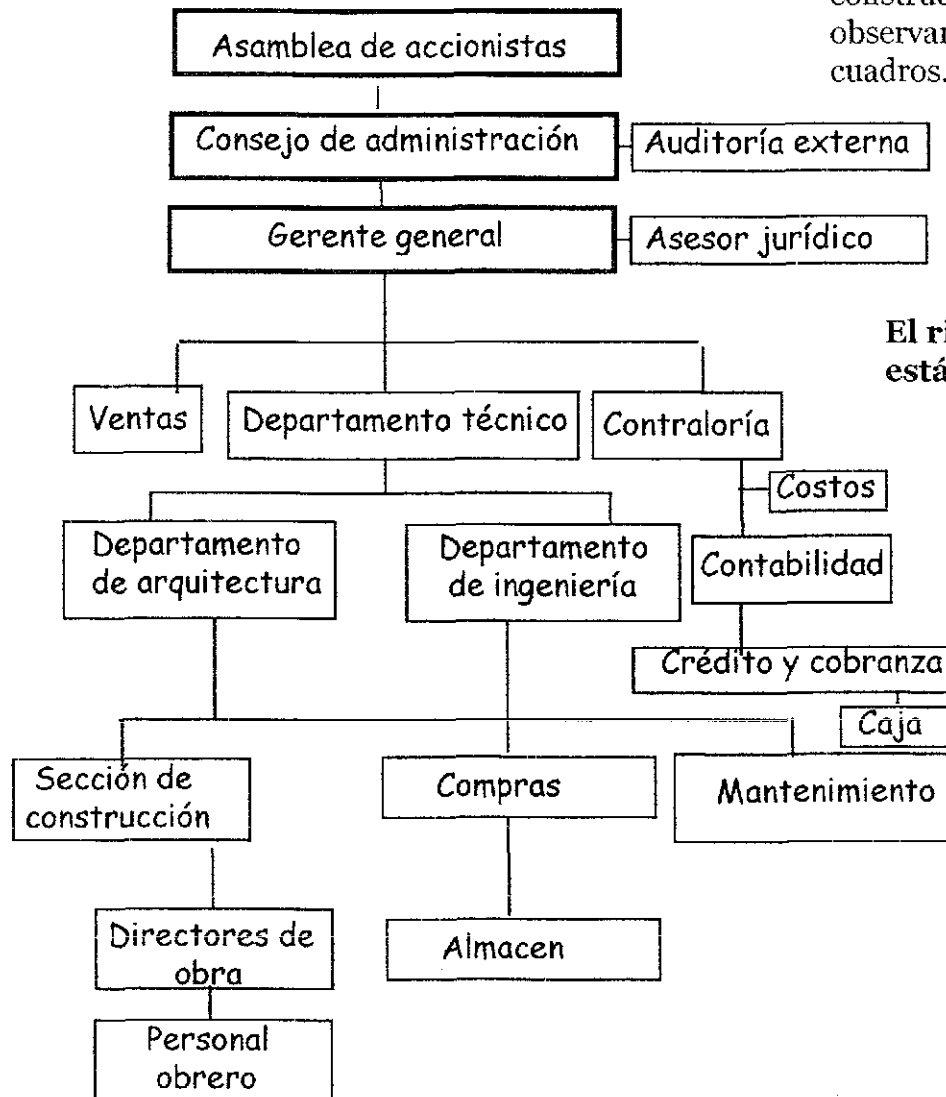 construc
observan
cuadros.
Asamblea de accionistas
Consejo de administración
Auditoría externa
Gerente general
Asesor jurídico
El ri
está
Ventas
Departamento técnico
Contraloría
Costos
Departamento
de arquitectura
Departamento
de ingeniería
Contabilidad
Crédito y cobranza
Caja
Sección de
construcción
Compras
Mantenimiento
Directores de
obra
Almacen
Personal
obrero